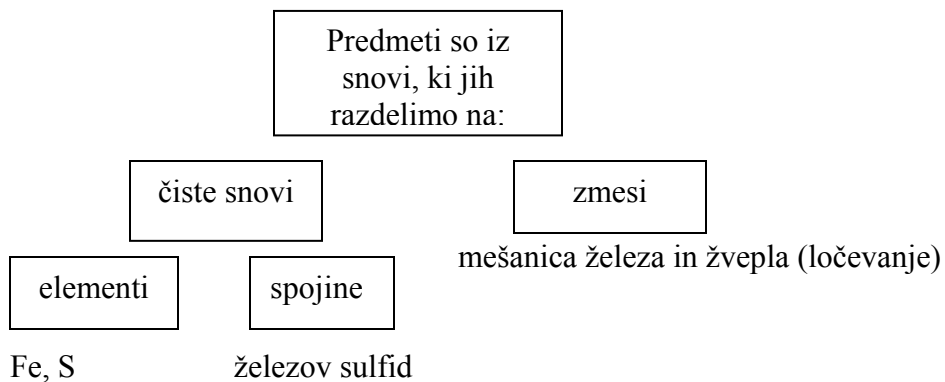 Predmeti so iz
snovi, ki jih
razdelimo na:
čiste snovi
zmesi
mešanica železa in žvepla (ločevanje)
elementi
spojine
Fe, S
železov sulfid